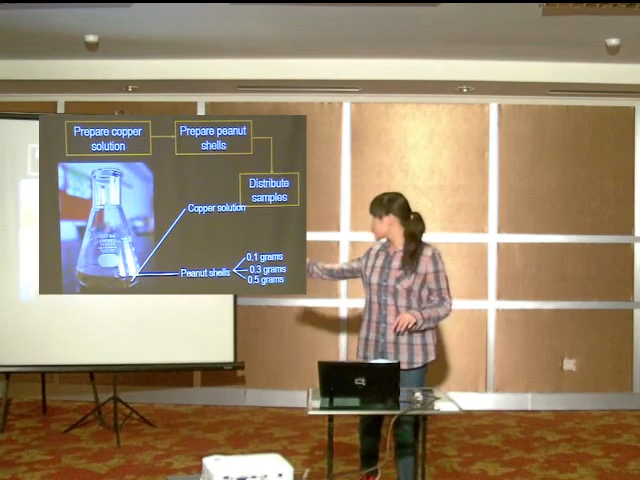 Prepare copper
solution
Prepare peanut
shells
Distribute
samples
Copper solution
Peanut shells
0.1 grams
0.3 grams
0.5 grams